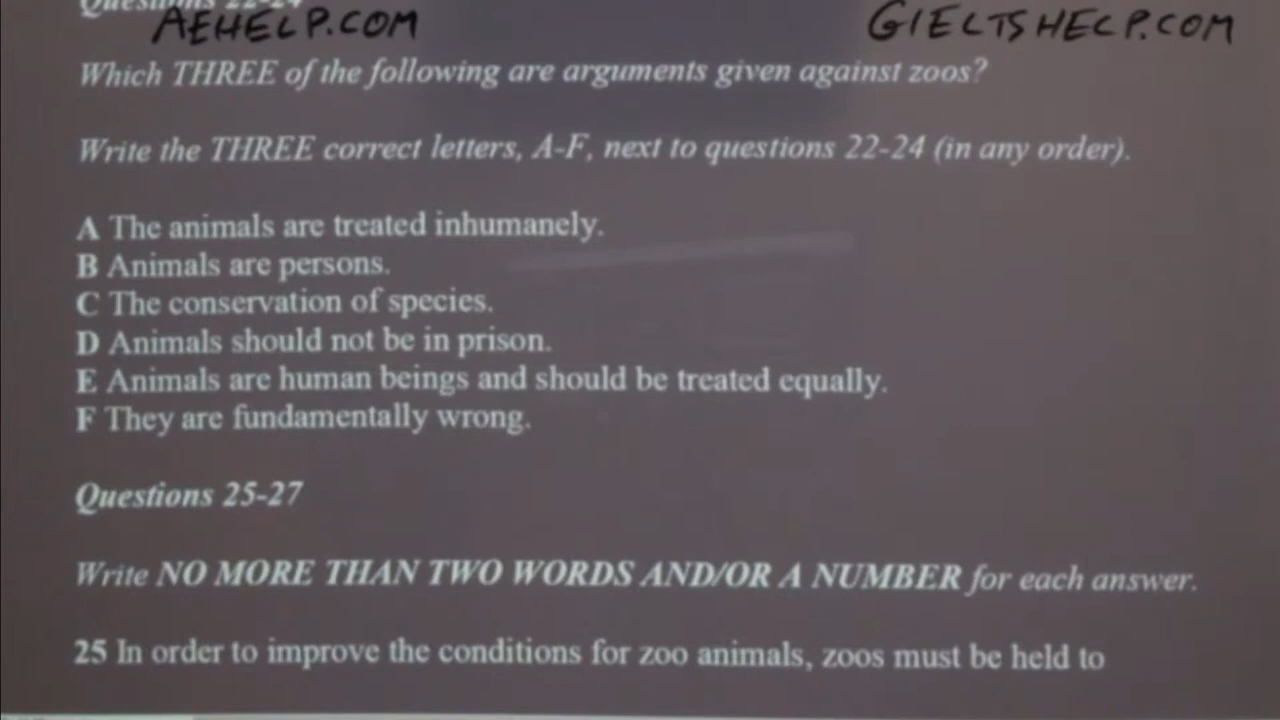 Questions 22-24
AEHELP.COM
GIELTSHELP.COM
Which THREE of the following are arguments given against zoos?
Write the THREE correct letters, A-F, next to questions 22-24 (in any order).
A The animals are treated inhumanely.
B Animals are persons.
C The conservation of species.
D Animals should not be in prison.
E Animals are human beings and should be treated equally.
F They are fundamentally wrong.
Questions 25-27
Write NO MORE THAN TWO WORDS AND/OR A NUMBER for each answer.
25 In order to improve the conditions for zoo animals, zoos must be held to